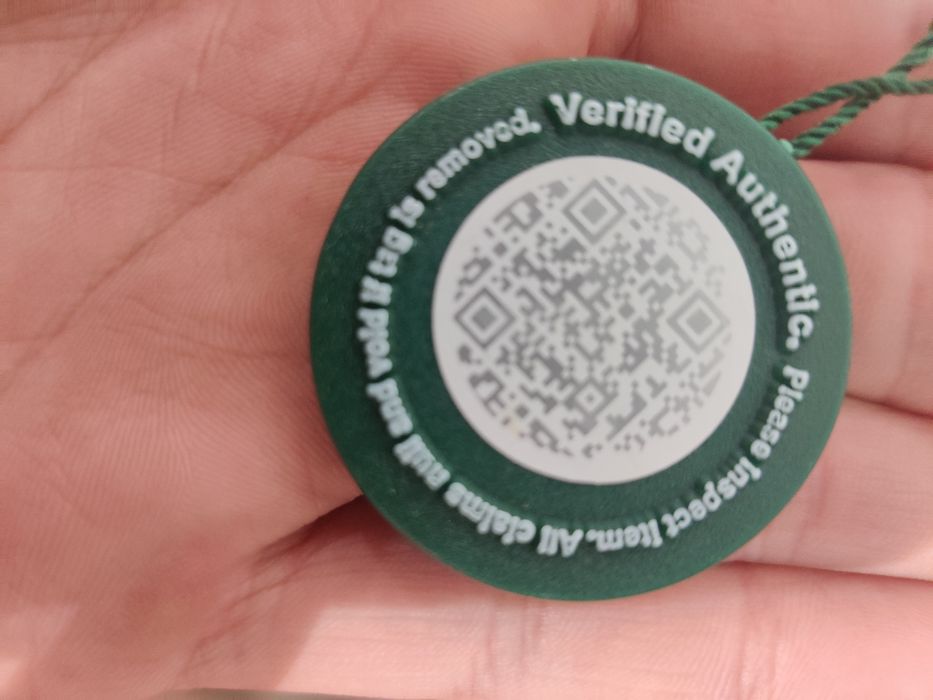 Verified Authentic. Please inspect item. All claims null and void if tag is removed.